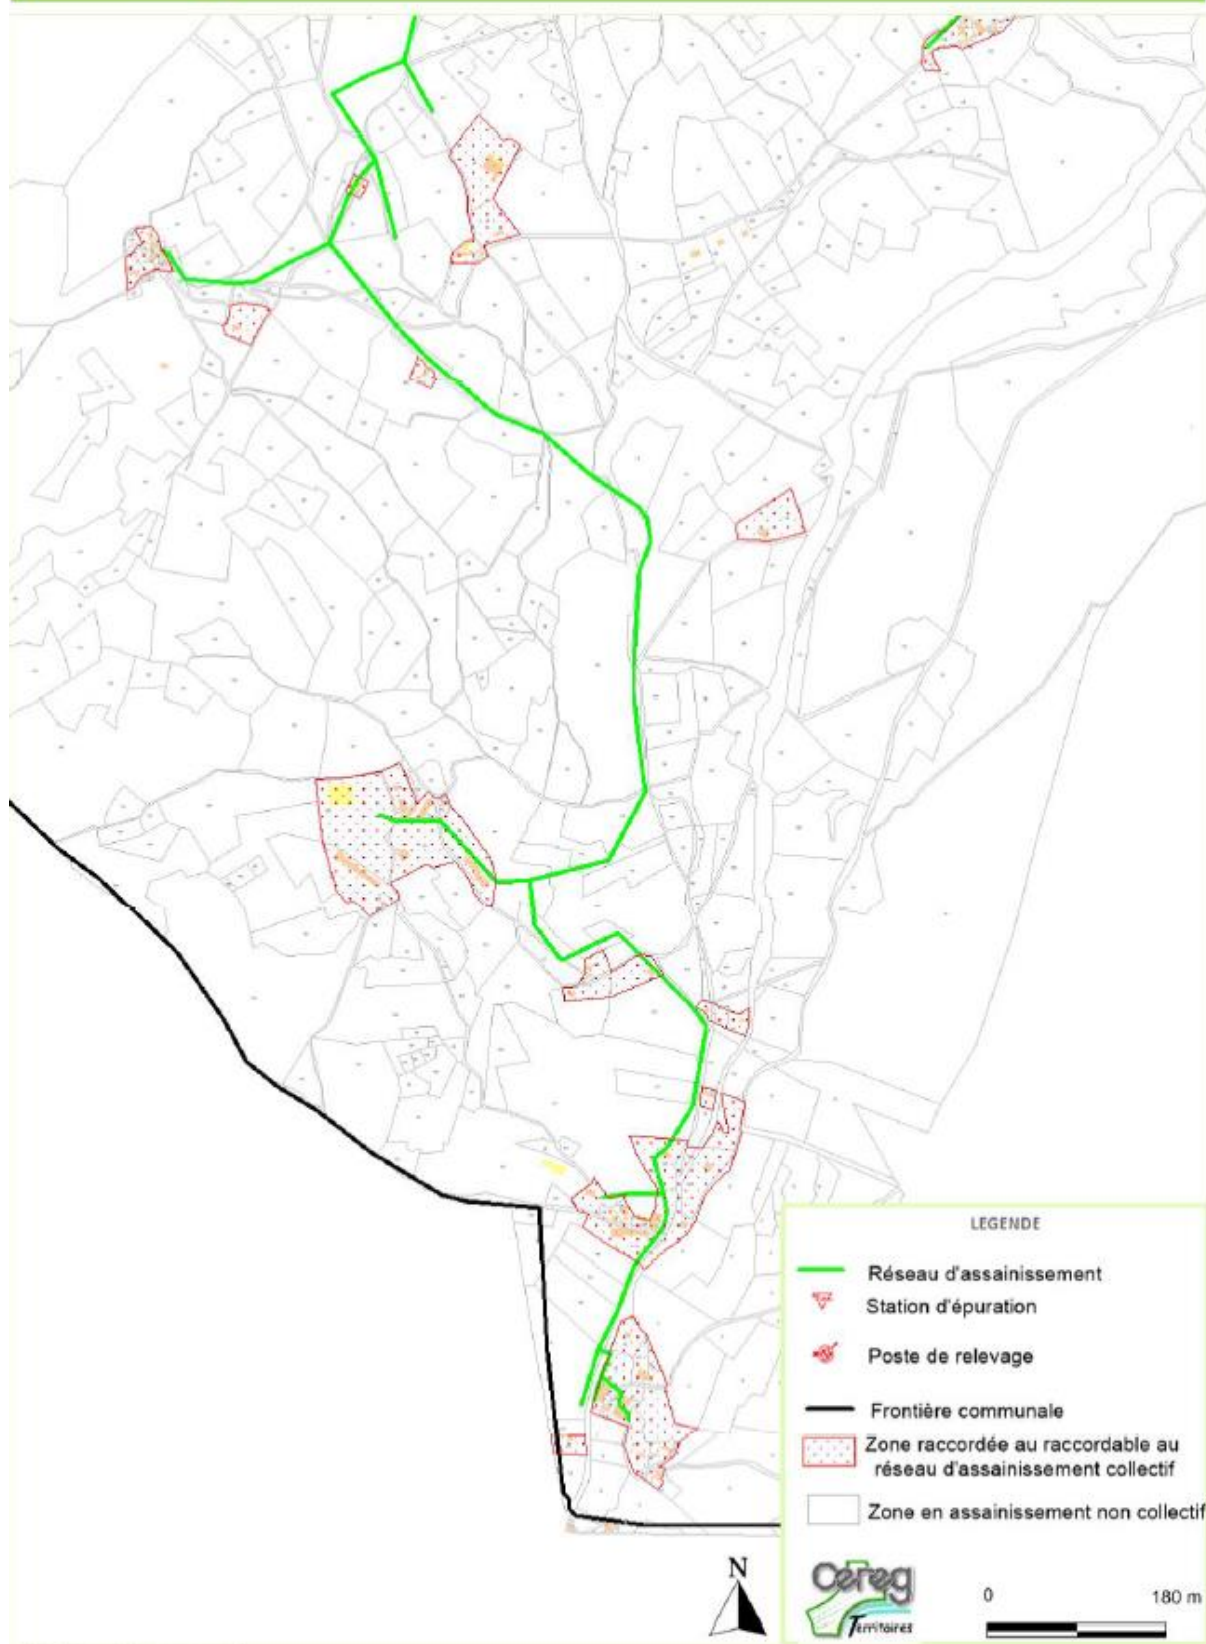 LEGENDE
Réseau d'assainissement
Station d'épuration
Poste de relevage
Frontière communale
Zone raccordée au raccordable au
réseau d'assainissement collectif
Zone en assainissement non collectif
N
Cereg
Territoires
0 180 m